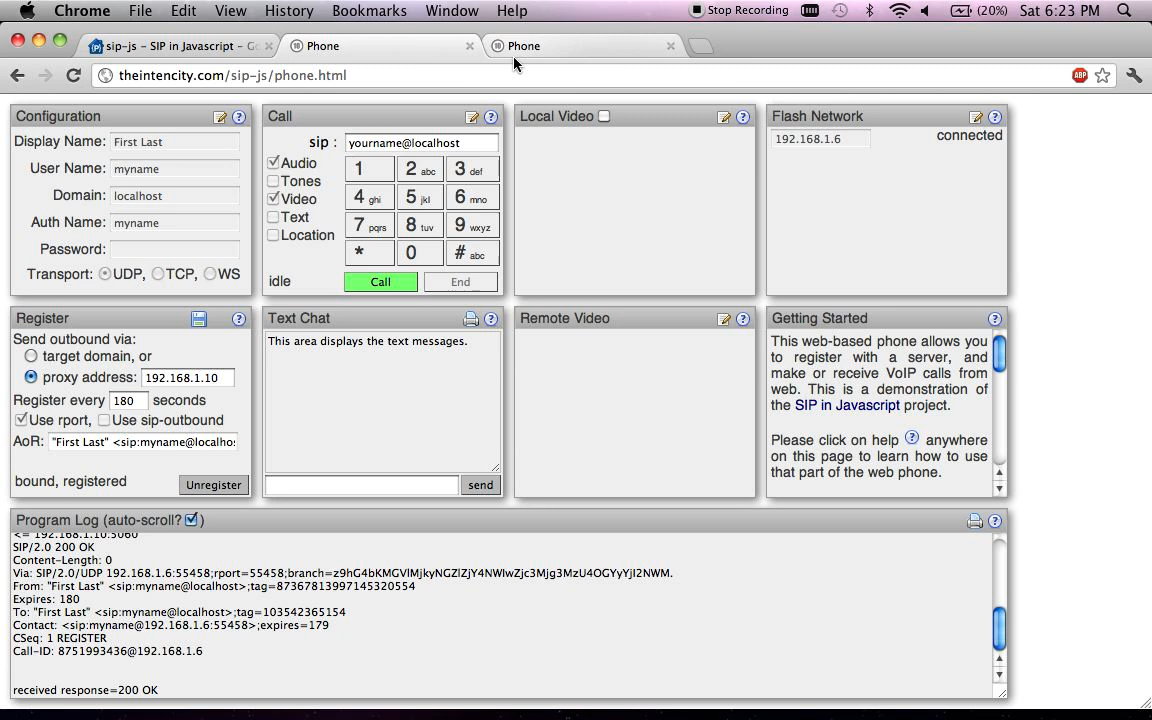 Chrome File Edit View History Bookmarks Window Help Stop Recording (20%) Sat 6:23 PM
sip-js – SIP in Javascript – Go Phone Phone
theintencity.com/sip-js/phone.html ABP
Configuration
Display Name: First Last
User Name: myname
Domain: localhost
Auth Name: myname
Password:
Transport: UDP, TCP, WS
Call
sip : yourname@localhost
Audio
Tones
Video
Text
Location
1 2 abc 3 def
4 ghi 5 jkl 6 mno
7 pqrs 8 tuv 9 wxyz
* 0 # abc
idle Call End
Local Video
Flash Network
192.168.1.6 connected
Register
Send outbound via:
target domain, or
proxy address: 192.168.1.10
Register every 180 seconds
Use rport, Use sip-outbound
AoR: "First Last" <sip:myname@localhos
bound, registered Unregister
Text Chat
This area displays the text messages.
send
Remote Video
Getting Started
This web-based phone allows you
to register with a server, and
make or receive VoIP calls from
web. This is a demonstration of
the SIP in Javascript project.
Please click on help ? anywhere
on this page to learn how to use
that part of the web phone.
Program Log (auto-scroll? )
<= 192.168.1.10:5060
SIP/2.0 200 OK
Content-Length: 0
Via: SIP/2.0/UDP 192.168.1.6:55458;rport=55458;branch=z9hG4bKMGVlMjkyNGZlZjY4NWIwZjc3Mjg3MzU4OGYyYjI2NWM.
From: "First Last" <sip:myname@localhost>;tag=87367813997145320554
Expires: 180
To: "First Last" <sip:myname@localhost>;tag=103542365154
Contact: <sip:myname@192.168.1.6:55458>;expires=179
CSeq: 1 REGISTER
Call-ID: 8751993436@192.168.1.6
received response=200 OK